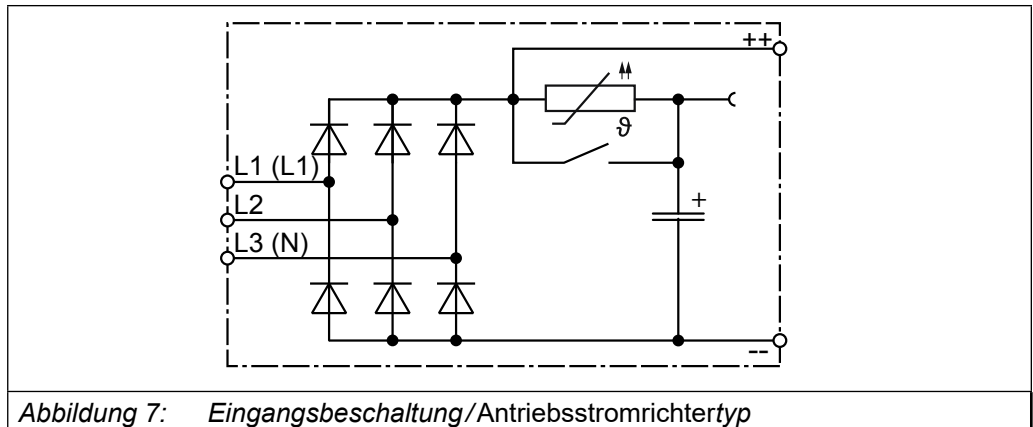 ++
ϑ
L1 (L1)
+
L2
L3 (N)
--
Abbildung 7: Eingangsbeschaltung/Antriebsstromrichtertyp